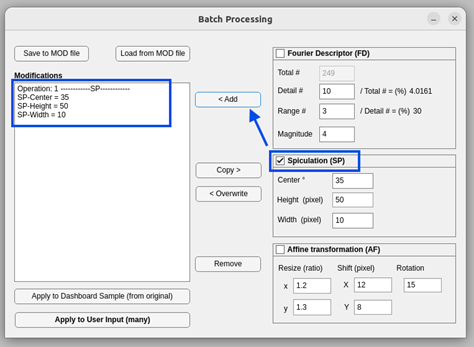 Batch Processing
Save to MOD file
Load from MOD file
Modifications
Operation: 1 ------------SP-------------
SP-Center = 35
SP-Height = 50
SP-Width = 10
< Add
Copy >
< Overwrite
Remove
Apply to Dashboard Sample (from original)
Apply to User Input (many)
Fourier Descriptor (FD)
Total # 249
Detail # 10 / Total # = (%) 4.0161
Range # 3 / Detail # = (%) 30
Magnitude 4
Spiculation (SP)
Center ° 35
Height (pixel) 50
Width (pixel) 10
Affine transformation (AF)
Resize (ratio) Shift (pixel) Rotation
x 1.2 X 12 15
y 1.3 Y 8